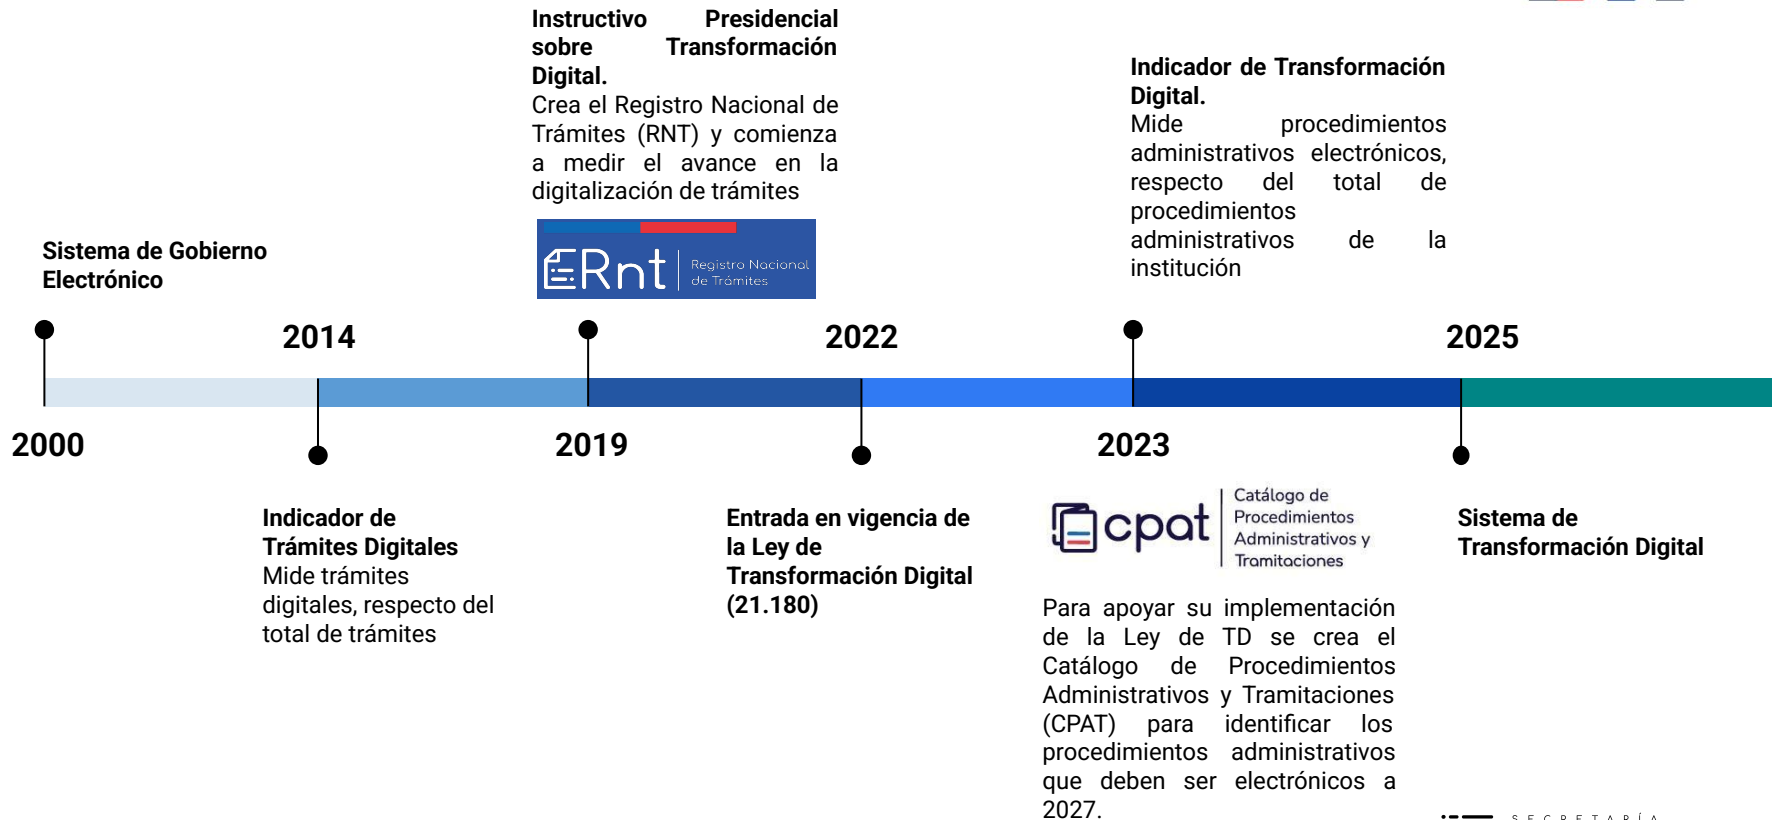 Instructivo Presidencial
sobre Transformación
Digital.
Crea el Registro Nacional de
Trámites (RNT) y comienza
a medir el avance en la
digitalización de trámites
Indicador de Transformación
Digital.
Mide procedimientos
administrativos electrónicos,
respecto del total de
procedimientos
administrativos de la
institución
Sistema de Gobierno
Electrónico
Rnt
Registro Nacional
de Trámites
2014
2022
2025
2000
2019
2023
Indicador de
Trámites Digitales
Mide trámites
digitales, respecto del
total de trámites
Entrada en vigencia de
la Ley de
Transformación Digital
(21.180)
cpat
Catálogo de
Procedimientos
Administrativos y
Tramitaciones
Para apoyar su implementación
de la Ley de TD se crea el
Catálogo de Procedimientos
Administrativos y Tramitaciones
(CPAT) para identificar los
procedimientos administrativos
que deben ser electrónicos a
2027.
Sistema de
Transformación Digital
SECRETARÍA